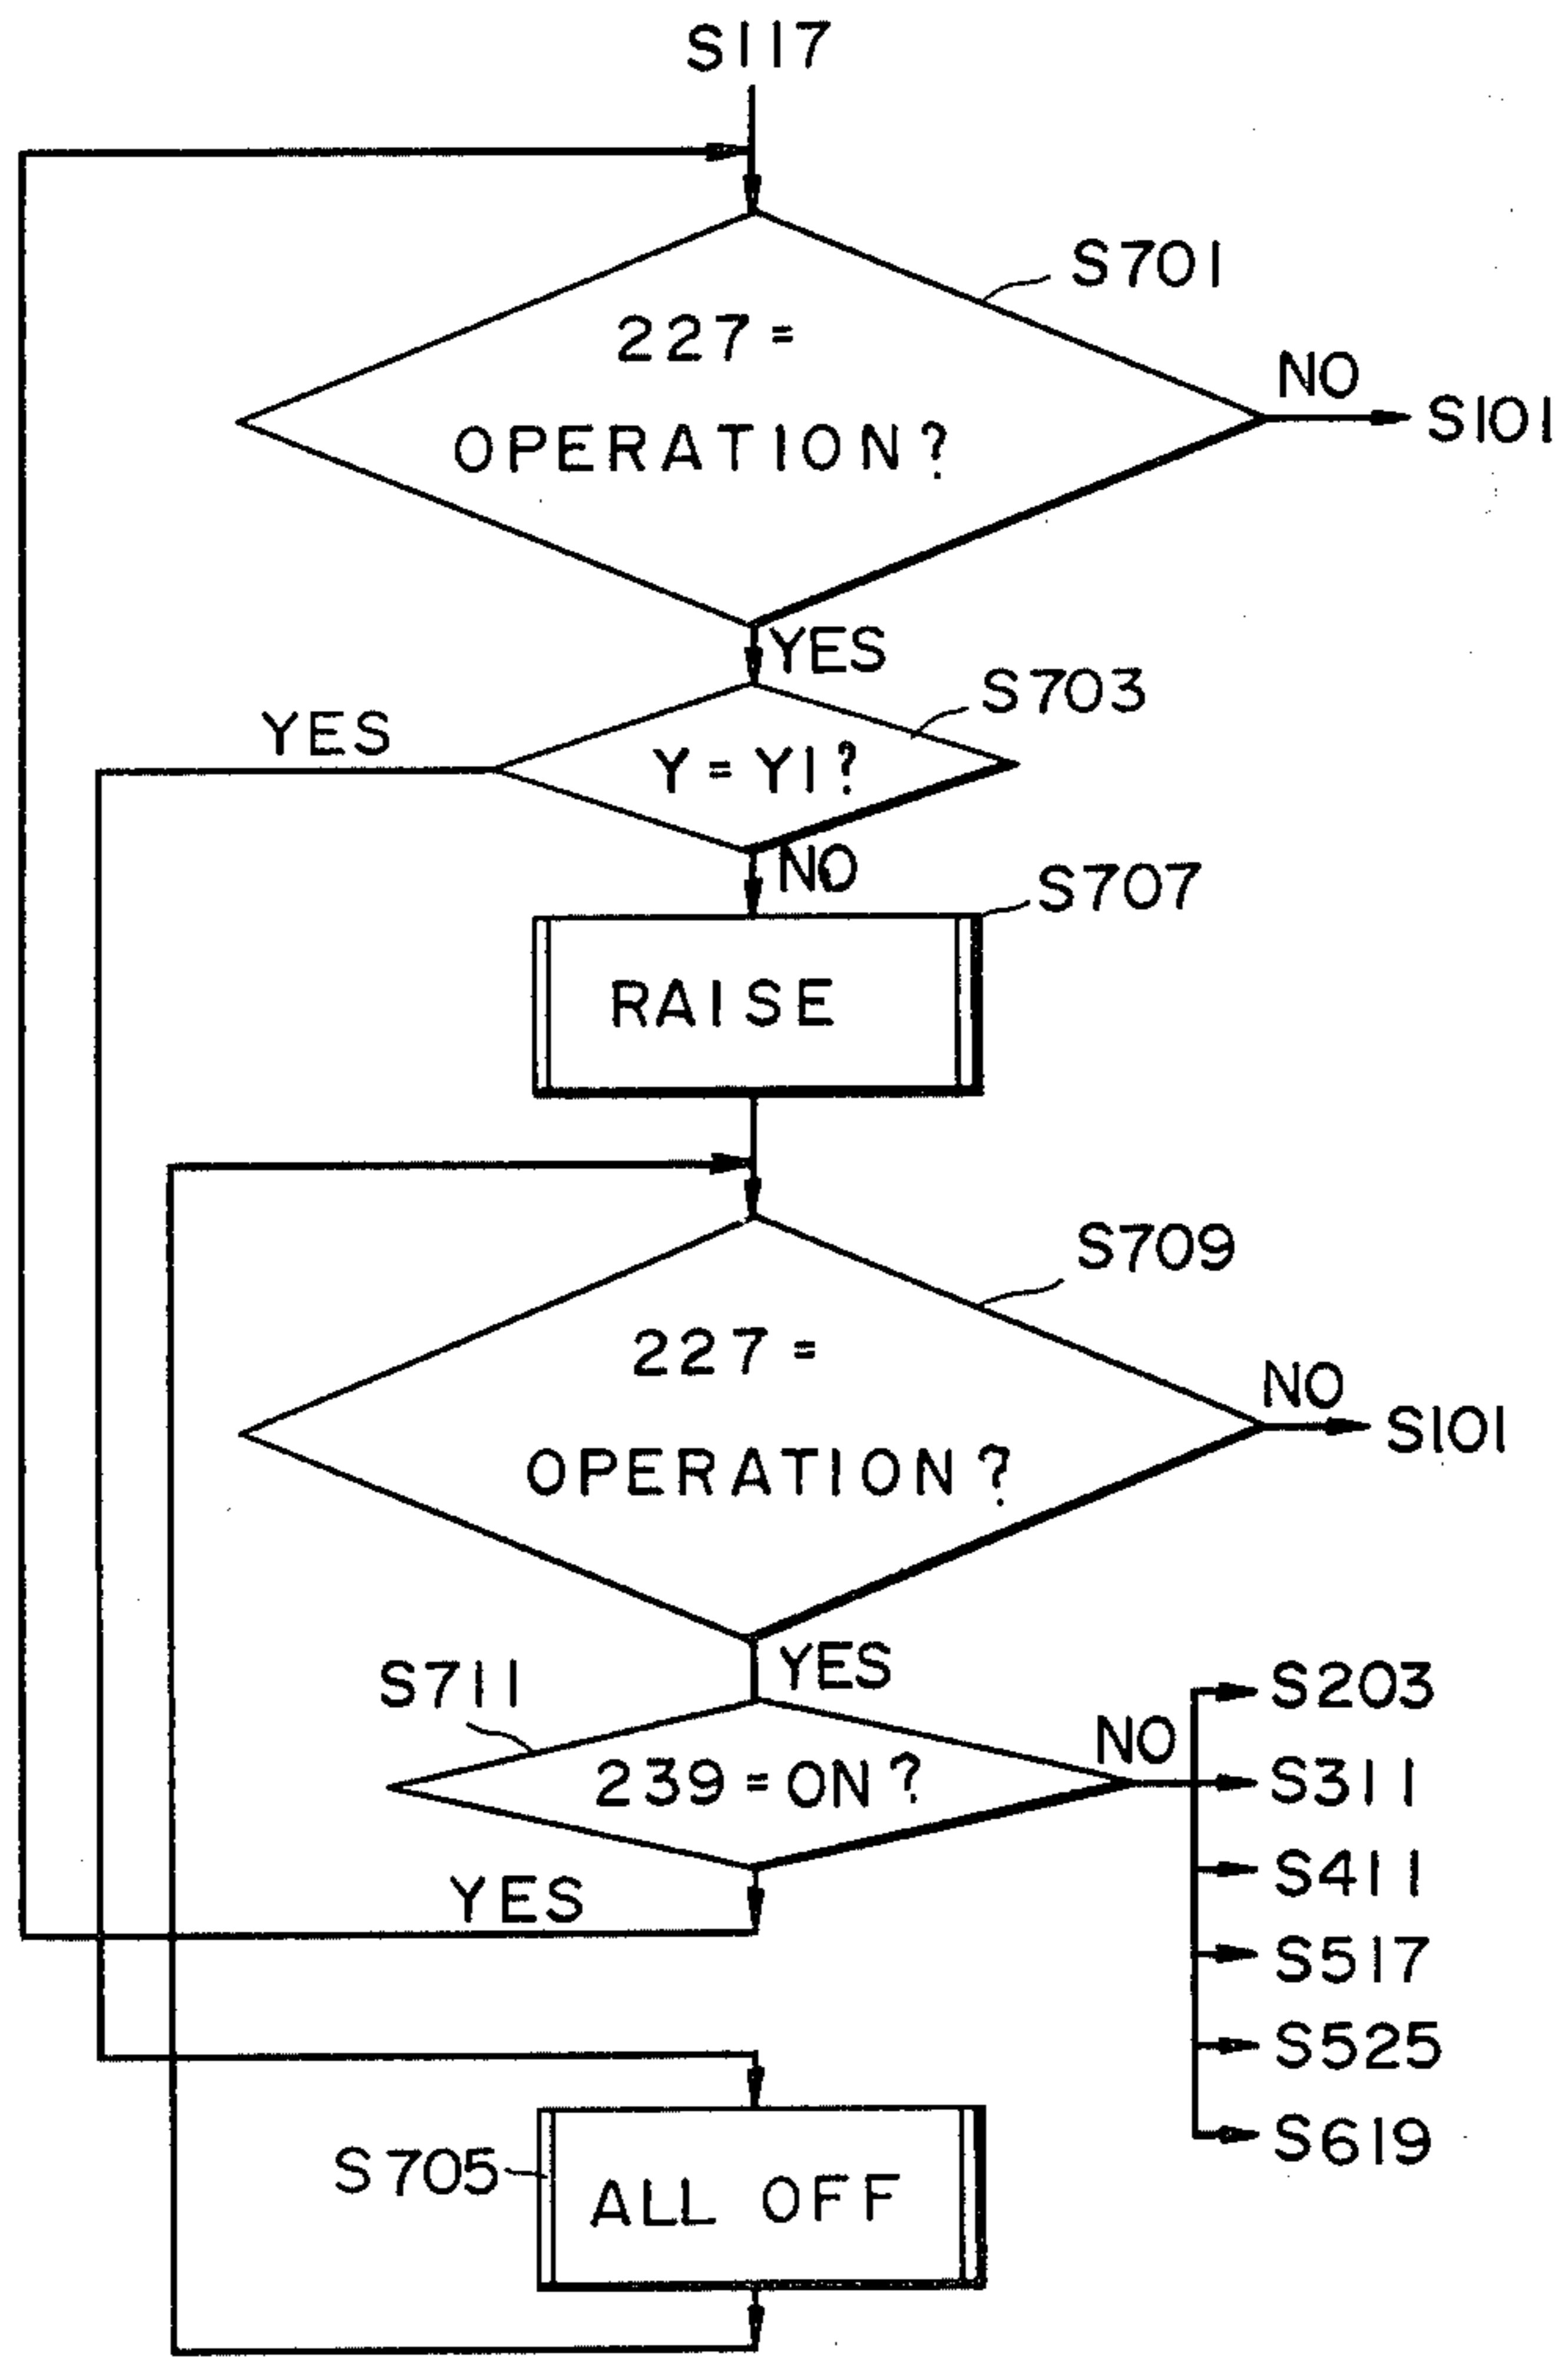 S117
S701
227=
OPERATION?
NO
S101
YES
S703
YES
Y=Y1?
NO
S707
RAISE
S709
227=
OPERATION?
NO
S101
YES
S711
239=ON?
NO
S203
S311
S411
S517
S525
S619
YES
S705
ALL OFF